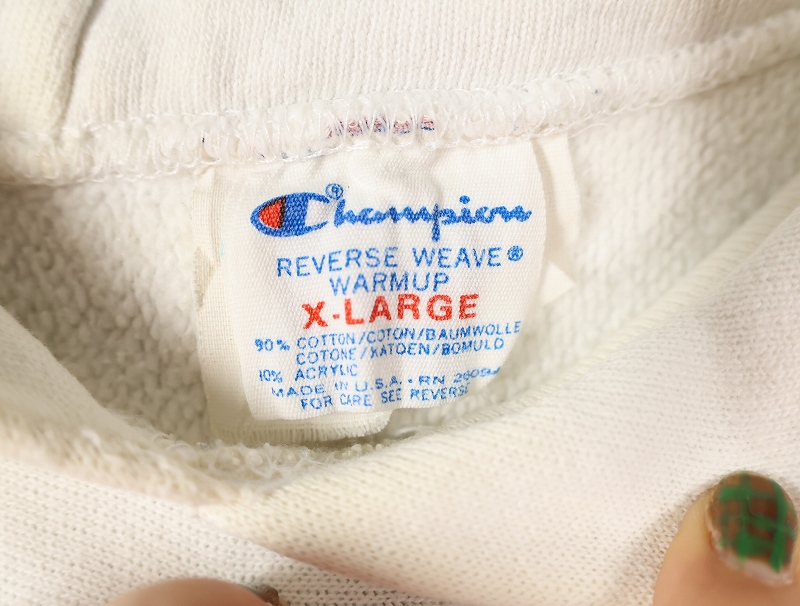 Champion®
REVERSE WEAVE®
WARMUP
X-LARGE
90% COTTON/COTON/BAUMWOLLE
COTONE/KATOEN/BOMULD
10% ACRYLIC
MADE IN U.S.A. • RN
FOR CARE SEE REVERSE